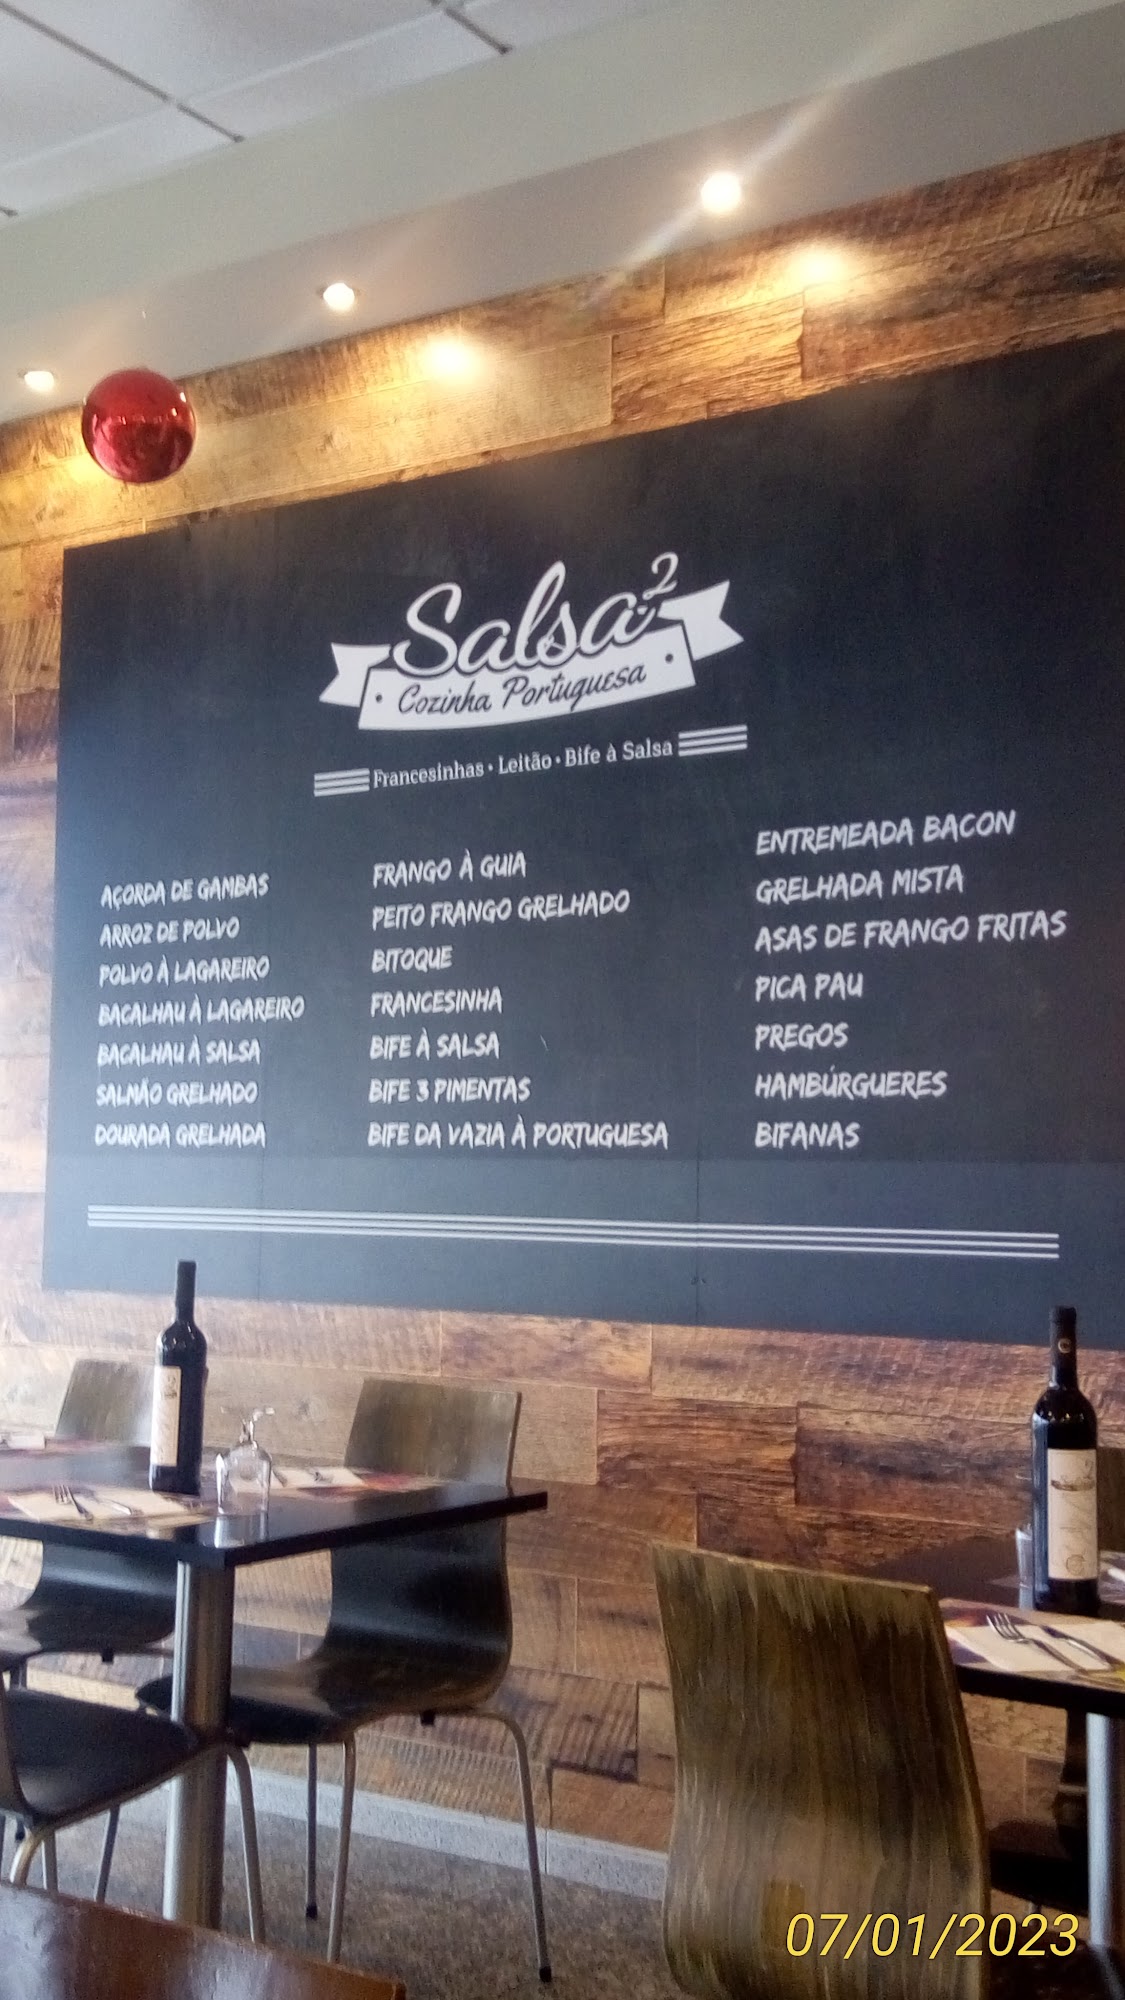 Salsa²
Cozinha Portuguesa
Francesinhas • Leitão • Bife à Salsa
AÇORDA DE GAMBAS
ARROZ DE POLVO
POLVO À LAGAREIRO
BACALHAU À LAGAREIRO
BACALHAU À SALSA
SALMÃO GRELHADO
DOURADA GRELHADA
FRANGO À GUIA
PEITO FRANGO GRELHADO
BITOQUE
FRANCESINHA
BIFE À SALSA
BIFE 3 PIMENTAS
BIFE DA VAZIA À PORTUGUESA
ENTREMEADA BACON
GRELHADA MISTA
ASAS DE FRANGO FRITAS
PICA PAU
PREGOS
HAMBÚRGUERES
BIFANAS
07/01/2023